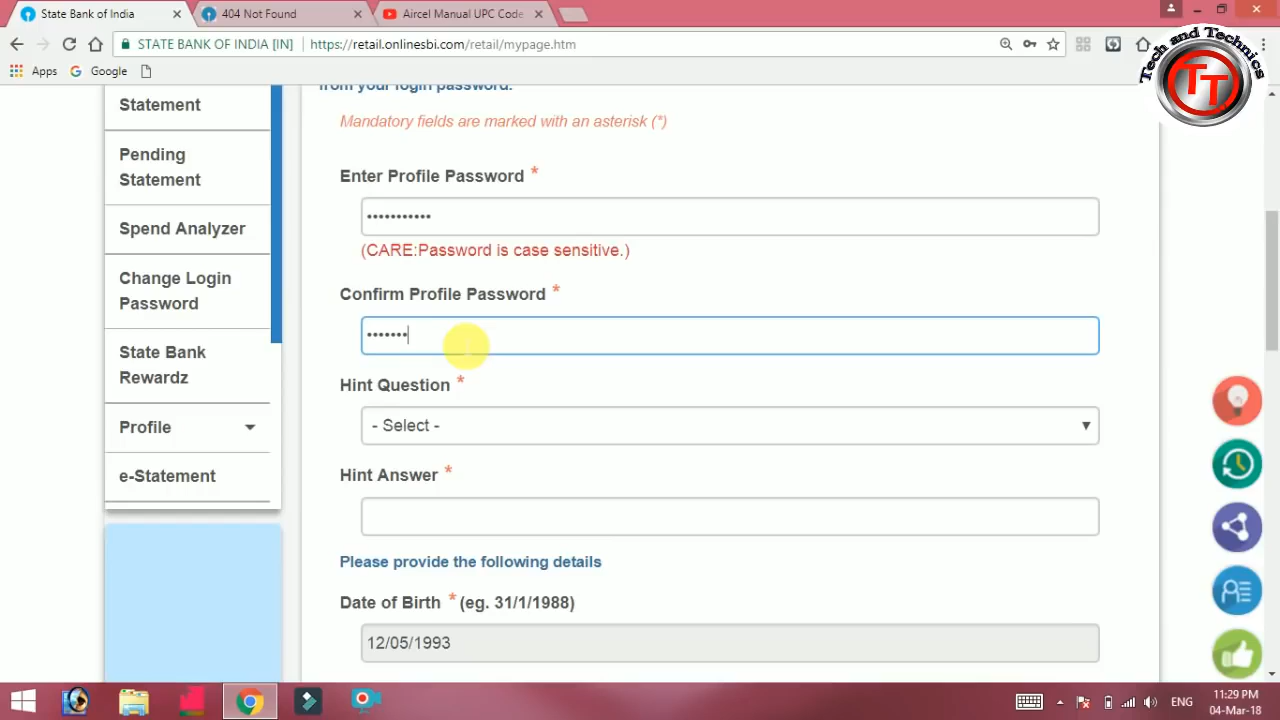 State Bank of India
404 Not Found
Aircel Manual UPC Code
STATE BANK OF INDIA [IN]
https://retail.onlinesbi.com/retail/mypage.htm
Apps
Google
Tech and Technics
TT
from your login password.
Mandatory fields are marked with an asterisk (*)
Statement
Pending
Statement
Spend Analyzer
Change Login
Password
State Bank
Rewardz
Profile
e-Statement
Enter Profile Password *
•••••••••••
(CARE:Password is case sensitive.)
Confirm Profile Password *
•••••••
Hint Question *
- Select -
Hint Answer *
Please provide the following details
Date of Birth * (eg. 31/1/1988)
12/05/1993
ENG
11:29 PM
04-Mar-18